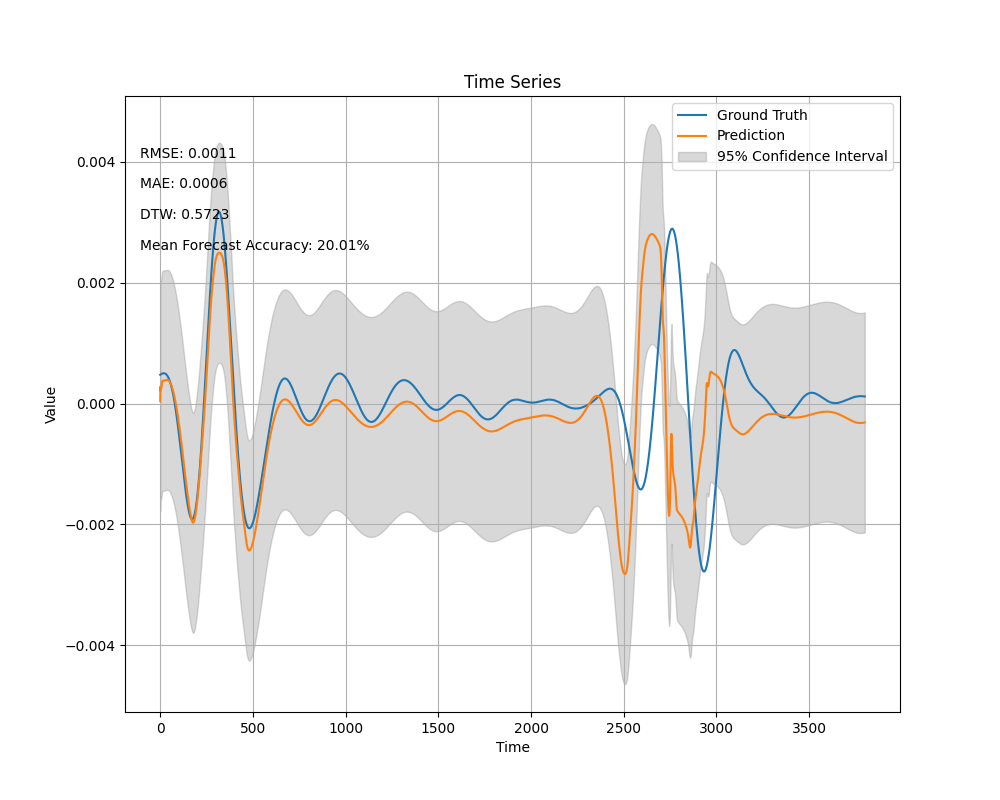 Time Series
Ground Truth
Prediction
95% Confidence Interval
RMSE: 0.0011
MAE: 0.0006
DTW: 0.5723
Mean Forecast Accuracy: 20.01%
0.004
0.002
0.000
−0.002
−0.004
Value
0 500 1000 1500 2000 2500 3000 3500
Time